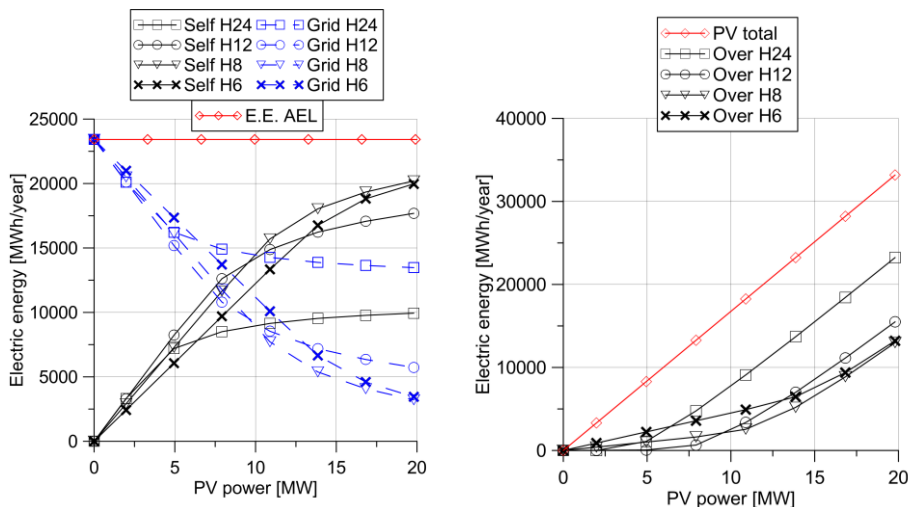 Self H24 Grid H24
Self H12 Grid H12
Self H8 Grid H8
Self H6 Grid H6
E.E. AEL
25000
20000
15000
10000
5000
0
Electric energy [MWh/year]
0 5 10 15 20
PV power [MW]
PV total
Over H24
Over H12
Over H8
Over H6
40000
30000
20000
10000
0
Electric energy [MWh/year]
0 5 10 15 20
PV power [MW]